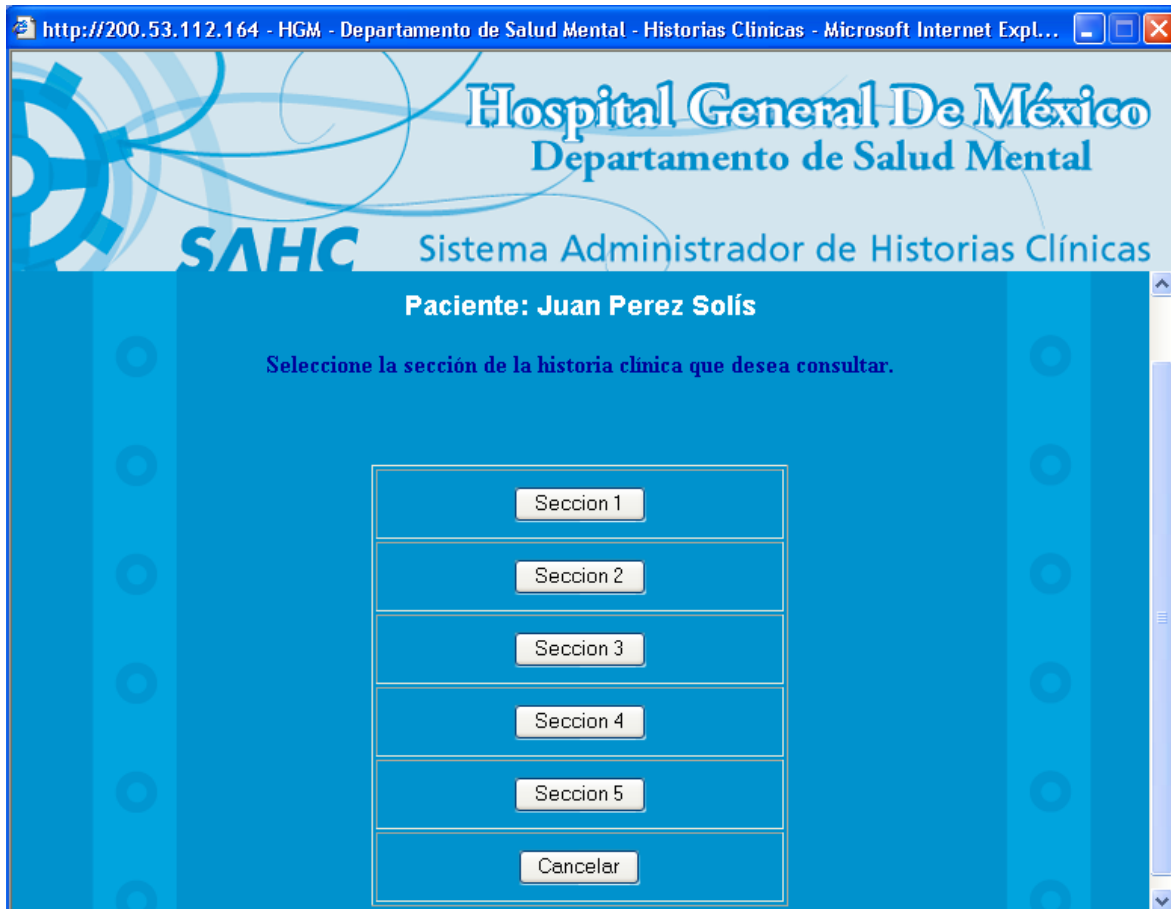 http://200.53.112.164 - HGM - Departamento de Salud Mental - Historias Clinicas - Microsoft Internet Expl...
Hospital General De México
Departamento de Salud Mental
SAHC Sistema Administrador de Historias Clínicas
Paciente: Juan Perez Solís
Seleccione la sección de la historia clínica que desea consultar.
Seccion 1
Seccion 2
Seccion 3
Seccion 4
Seccion 5
Cancelar